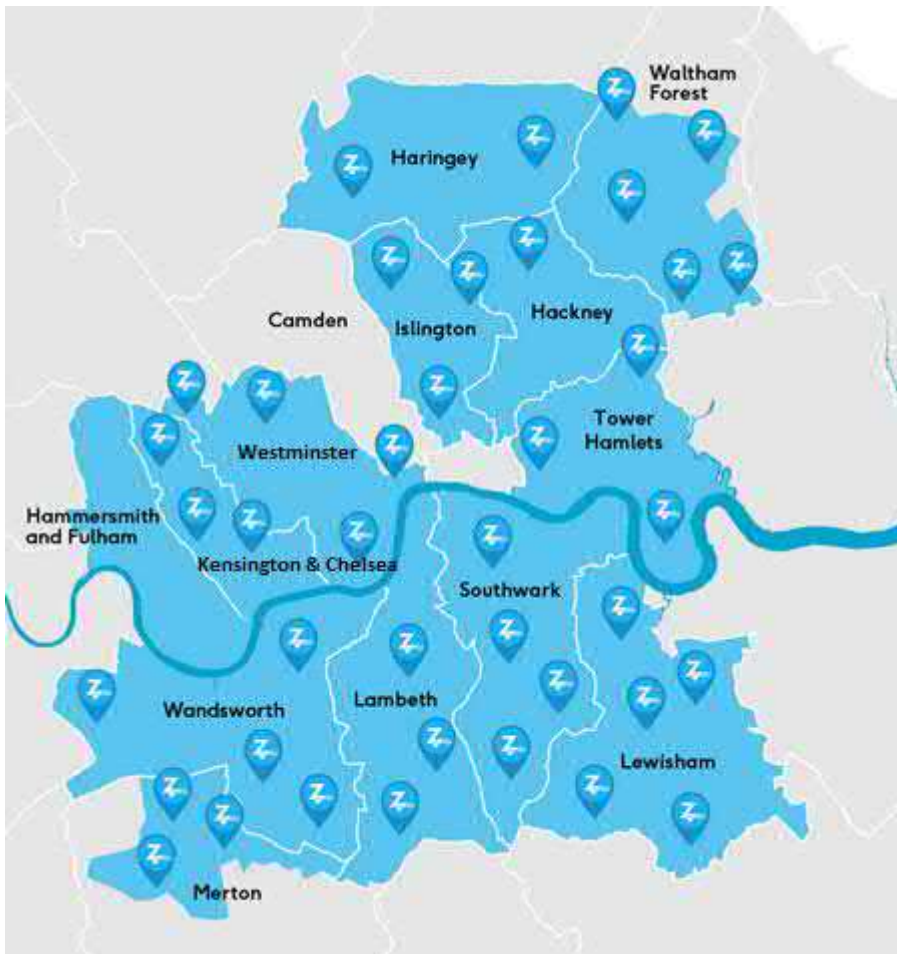 Waltham
Forest
Haringey
Camden
Islington
Hackney
Tower
Hamlets
Westminster
Hammersmith
and Fulham
Kensington & Chelsea
Southwark
Wandsworth
Lambeth
Lewisham
Merton